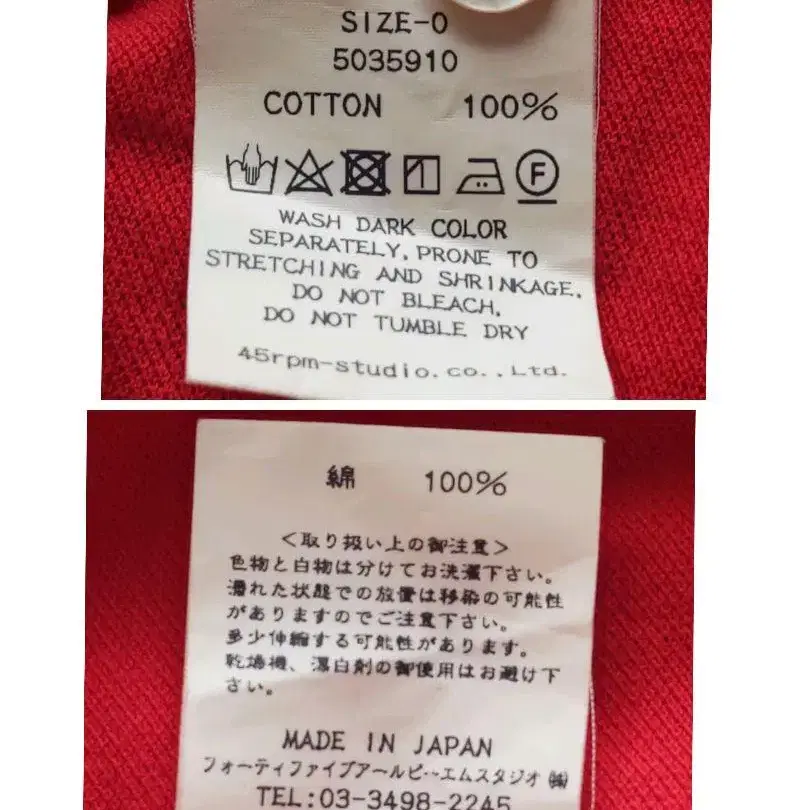 SIZE-0
5035910
COTTON 100%
F
WASH DARK COLOR
SEPARATELY, PRONE TO
STRETCHING AND SHRINKAGE.
DO NOT BLEACH,
DO NOT TUMBLE DRY
45rpm-studio.co.,Ltd.
綿 100%
<取り扱い上の御注意>
色物と白物は分けてお洗濯下さい。
濡れた状態での放置は移染の可能性
がありますのでご注意下さい。
多少伸縮する可能性があります。
乾燥機、漂白剤の御使用はお避け下
さい。
MADE IN JAPAN
フォーティファイブアールピーエムスタジオ㈱
TEL:03-3498-2245